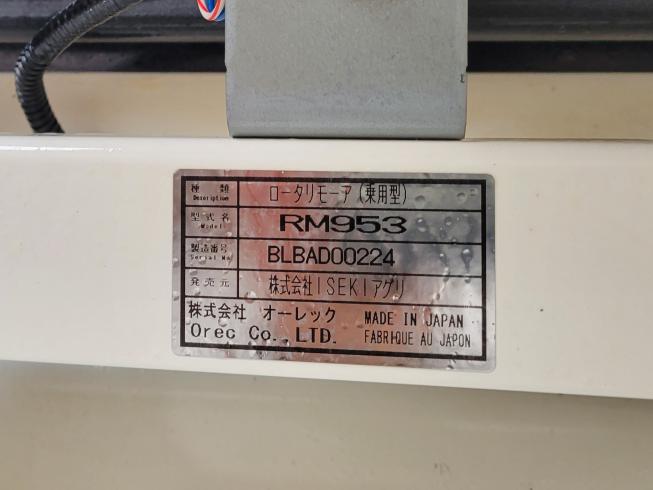 種類 ロータリモーア(乗用型)
Description
型式名 RM953
Model
製造番号 BLBAD00224
Serial No
発売元 株式会社ISEKIアグリ
株式会社 オーレック MADE IN JAPAN
Orec Co., LTD. FABRIQUE AU JAPON